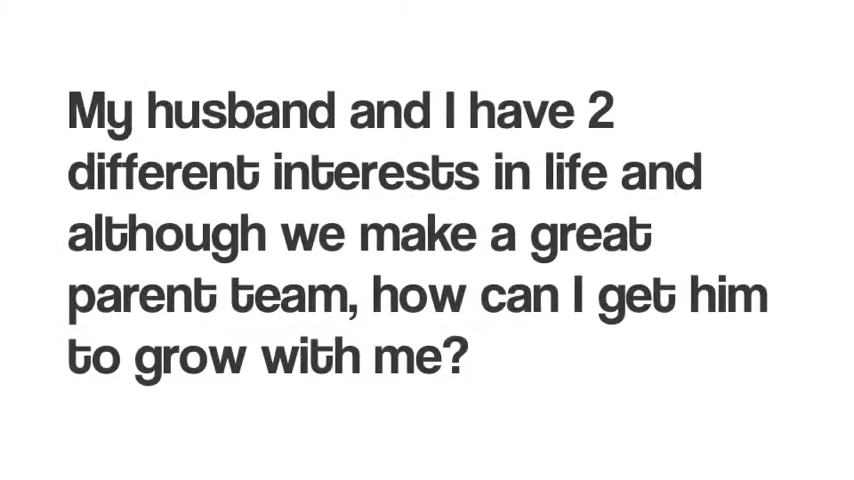 My husband and I have 2
different interests in life and
although we make a great
parent team, how can I get him
to grow with me?